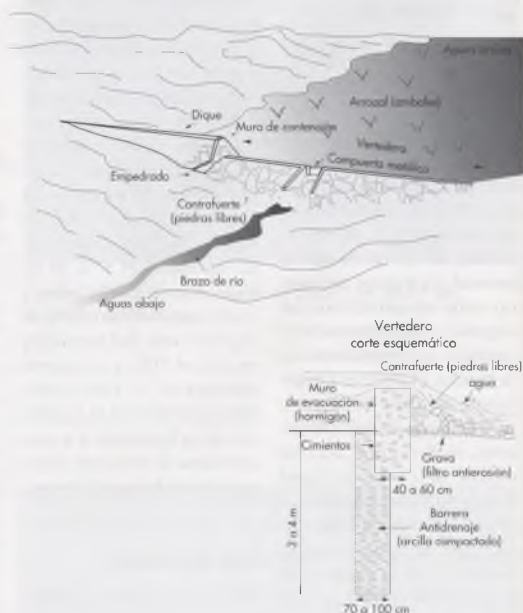 Aguas arriba
Arrozal (embalse)
Dique
Muro de contención
Vertedero
Compuerta metálica
Empedrado
Contrafuerte
(piedras libres)
Brazo de río
Aguas abajo
Vertedero
corte esquemático
Contrafuerte (piedras libres)
agua
Muro
de evacuación
(hormigón)
Cimientos
Grava
(filtro antierosión)
40 a 60 cm
3 a 4 m
Barrera
Antidrenaje
(arcilla compactada)
70 a 100 cm